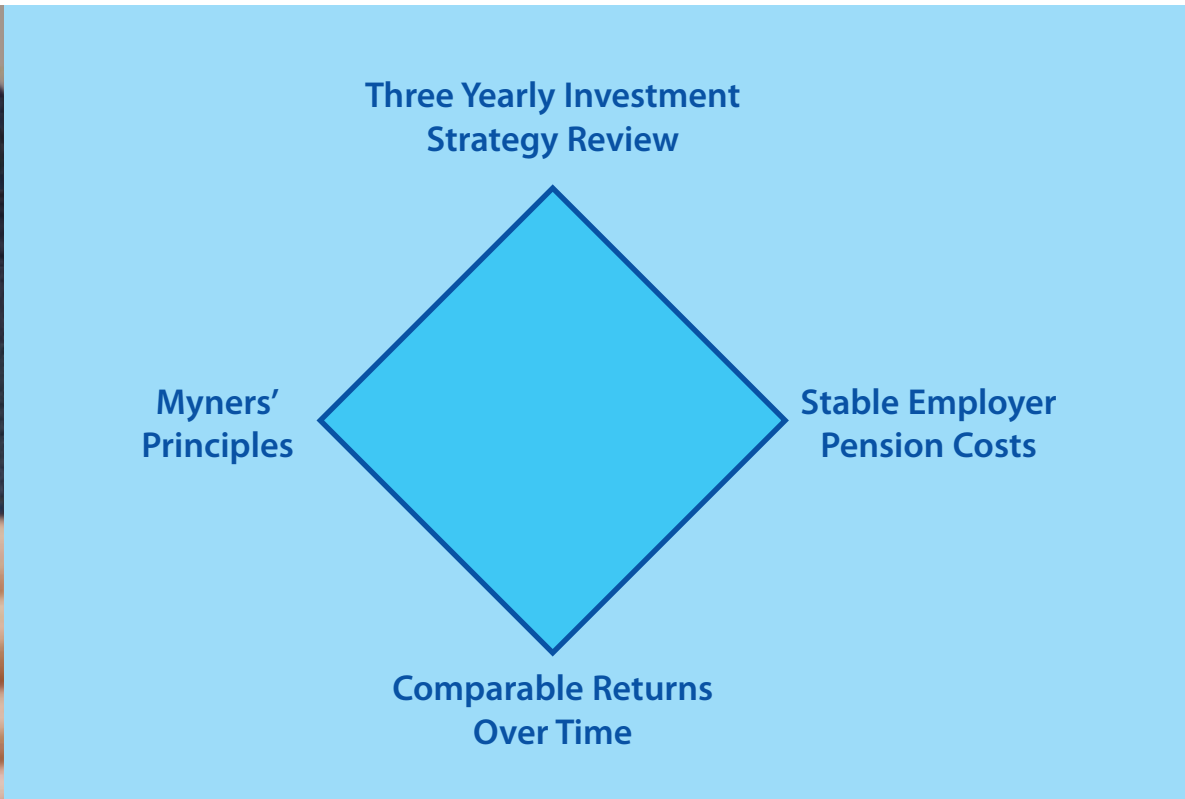 Three Yearly Investment
Strategy Review
Myners’
Principles
Stable Employer
Pension Costs
Comparable Returns
Over Time